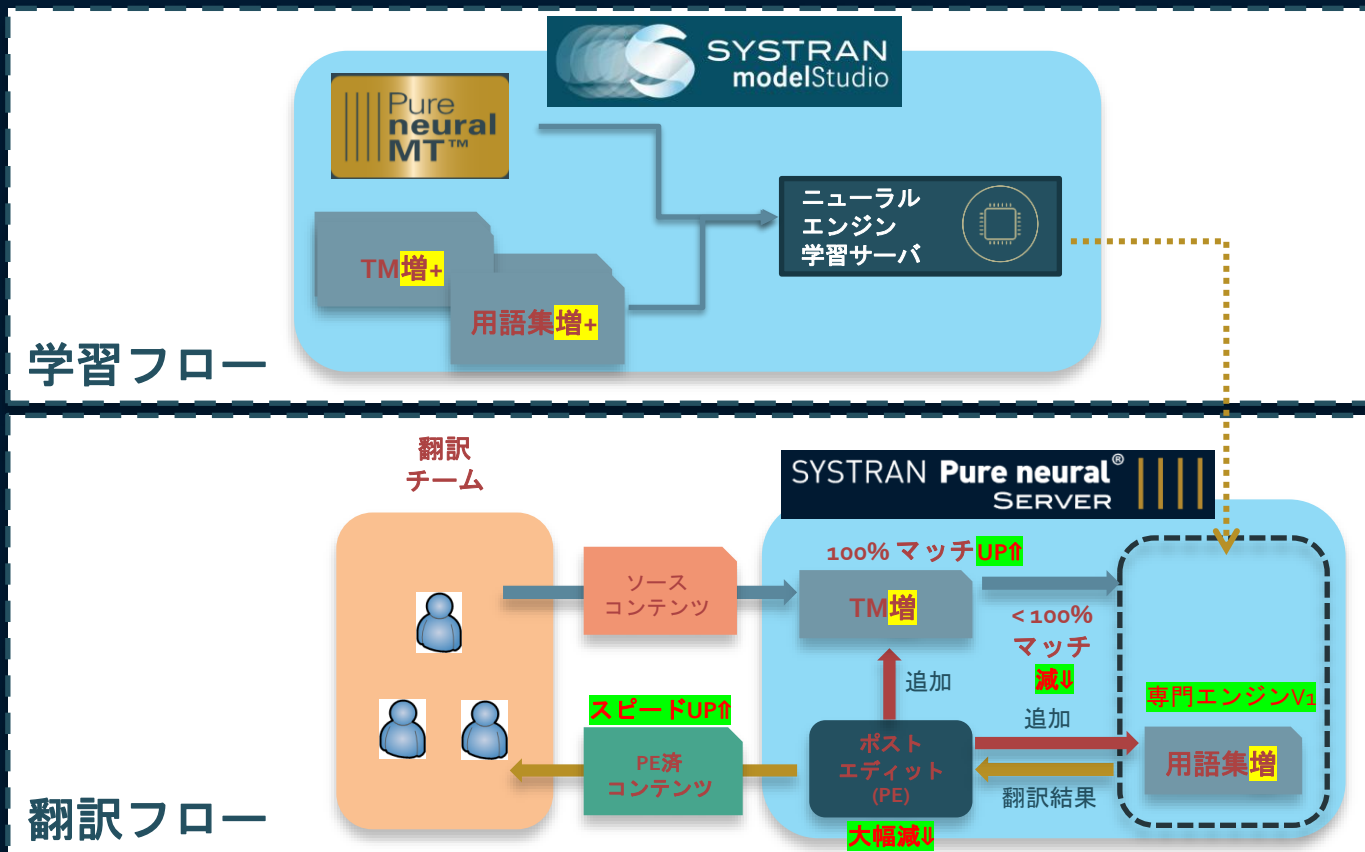 SYSTRAN
modelStudio
Pure
neural
MT™
ニューラル
エンジン
学習サーバ
TM増+
用語集増+
学習フロー
翻訳
チーム
SYSTRAN Pure neural®
SERVER
100% マッチUP⇑
ソース
コンテンツ
TM増
< 100%
マッチ
減⇓
追加
スピードUP⇑
専門エンジンV1
追加
PE済
コンテンツ
ポスト
エディット
(PE)
用語集増
翻訳結果
翻訳フロー
大幅減⇓